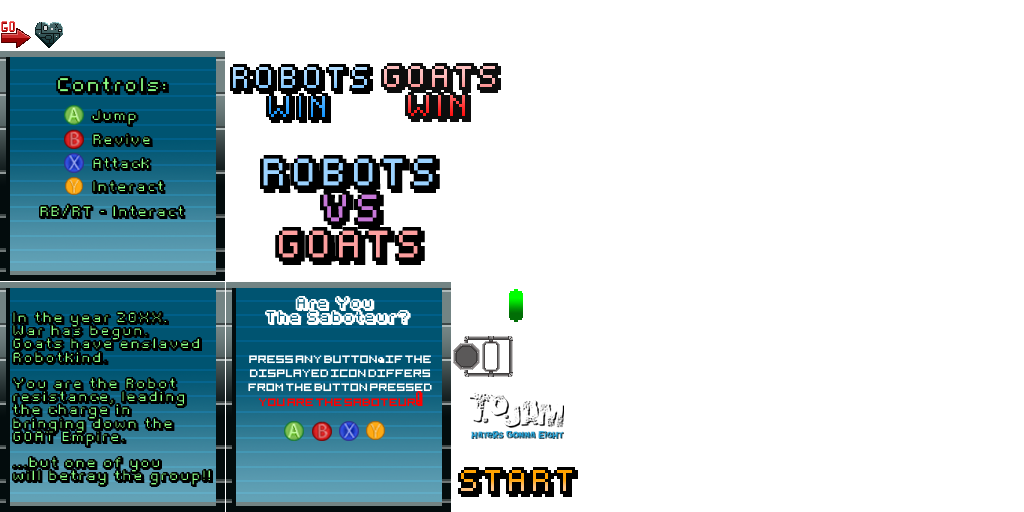 GO
Controls:
A Jump
B Revive
X Attack
Y Interact
RB/RT - Interact
ROBOTS
WIN
GOATS
WIN
ROBOTS
VS
GOATS
In the year 20XX.
War has begun.
Goats have enslaved
RobotKind.
You are the Robot
resistance, leading
the charge in
bringing down the
GOAT Empire.
...but one of you
will betray the group!!
Are You
The Saboteur?
PRESS ANY BUTTON. IF THE
DISPLAYED ICON DIFFERS
FROM THE BUTTON PRESSED
YOU ARE THE SABOTEUR!!
A B X Y
TOJAM
HATERS GONNA EIGHT
START